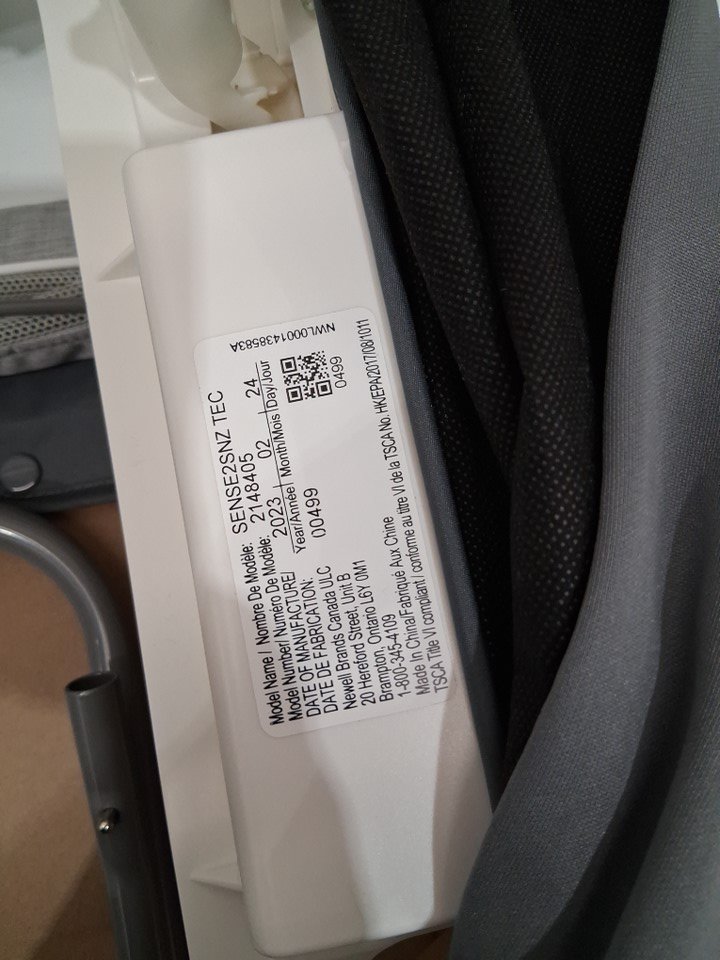 Model Name / Nombre De Modèle: SENSE2SNZ TEC
Model Number/ Numéro De Modèle: 2148405
DATE OF MANUFACTURE/ 2023 02 24
DATE DE FABRICATION: Year/Année Month/Mois Day/Jour
Newell Brands Canada ULC 00499
20 Hereford Street, Unit B
Brampton, Ontario L6Y 0M1
1-800-345-4109
Made In China/Fabriqué Aux Chine
TSCA Title VI compliant / conforme au titre VI de la TSCA No. HK/EPA/2017/08/1011
0499
NWL0001438583A